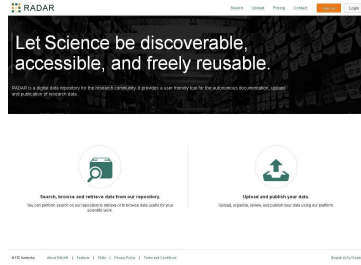 RADAR
Search Upload Pricing Contact Login
Let Science be discoverable,
accessible, and freely reusable.
RADAR is a digital data repository for the research community. It provides a user friendly tool for the autonomous documentation, upload
and publication of research data.
Search, browse and retrieve data from our repository.
You can perform search on our repository to retrieve or to browse data useful for your
scientific work.
Upload and publish your data.
Upload, organise, review, and publish your data using our platform.
About RADAR | Feature | FAQs | Privacy Policy | Terms and Conditions